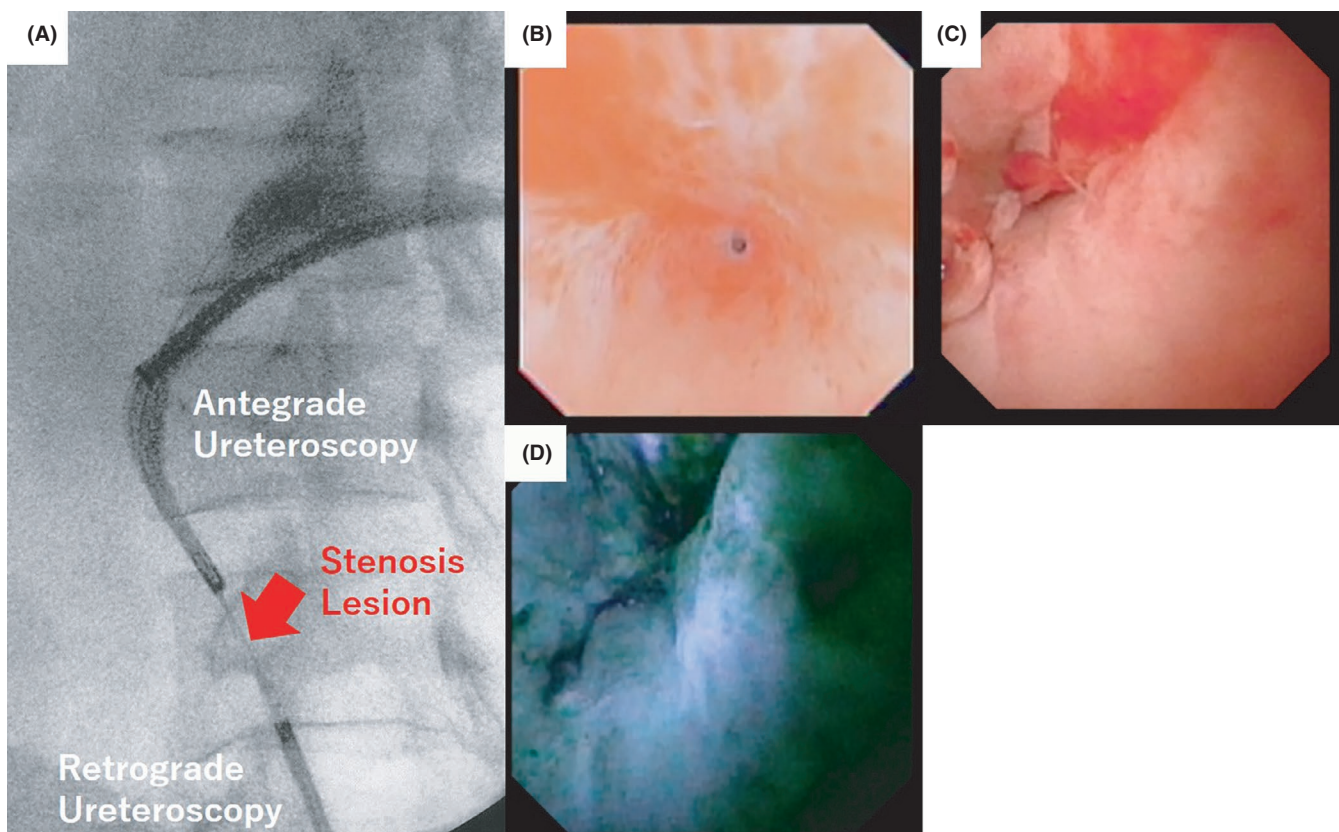 (A)
(B)
(C)
Antegrade
Ureteroscopy
(D)
Stenosis
Lesion
Retrograde
Ureteroscopy